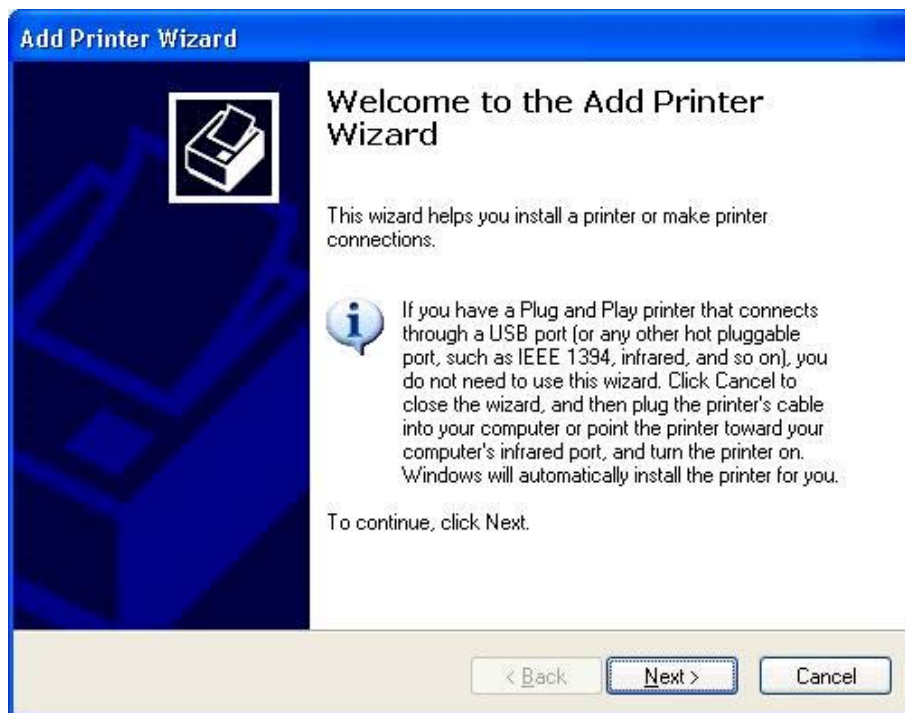 Add Printer Wizard
Welcome to the Add Printer
Wizard
This wizard helps you install a printer or make printer
connections.
If you have a Plug and Play printer that connects
through a USB port (or any other hot pluggable
port, such as IEEE 1394, infrared, and so on), you
do not need to use this wizard. Click Cancel to
close the wizard, and then plug the printer's cable
into your computer or point the printer toward your
computer's infrared port, and turn the printer on.
Windows will automatically install the printer for you.
To continue, click Next.
< Back Next > Cancel